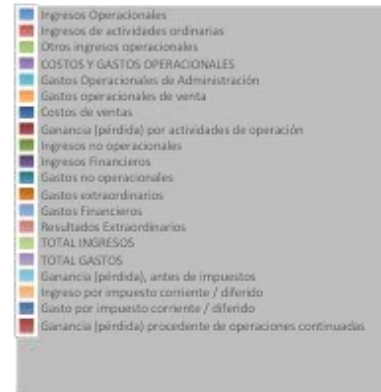 Ingresos Operacionales
Ingresos de actividades ordinarias
Otros ingresos operacionales
COSTOS Y GASTOS OPERACIONALES
Gastos Operacionales de Administración
Gastos operacionales de venta
Costos de ventas
Ganancia (pérdida) por actividades de operación
Ingresos no operacionales
Ingresos Financieros
Gastos no operacionales
Gastos extraordinarios
Gastos Financieros
Resultados Extraordinarios
TOTAL INGRESOS
TOTAL GASTOS
Ganancia (pérdida), antes de impuestos
Ingreso por impuesto corriente / diferido
Gasto por impuesto corriente / diferido
Ganancia (pérdida) procedente de operaciones continuadas